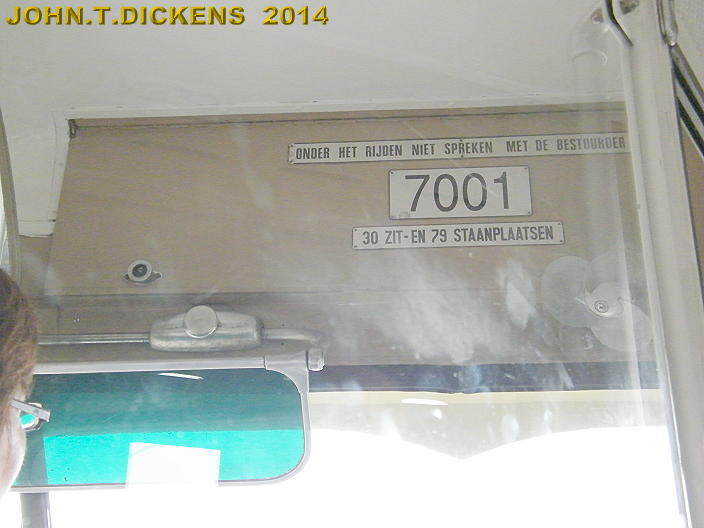 JOHN.T.DICKENS 2014
ONDER HET RIJDEN NIET SPREKEN MET DE BESTUURDER
7001
30 ZIT-EN 79 STAANPLAATSEN